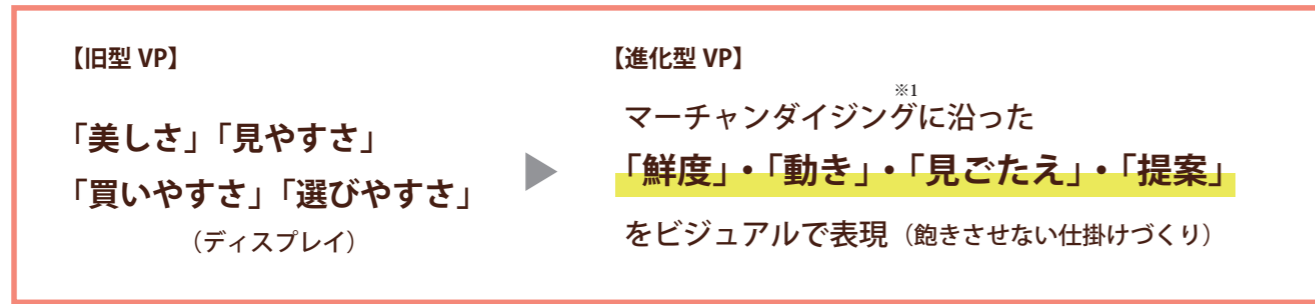 【旧型 VP】
「美しさ」「見やすさ」
「買いやすさ」「選びやすさ」
（ディスプレイ）
【進化型 VP】
※1
マーチャンダイジングに沿った
「鮮度」・「動き」・「見ごたえ」・「提案」
をビジュアルで表現（飽きさせない仕掛けづくり）